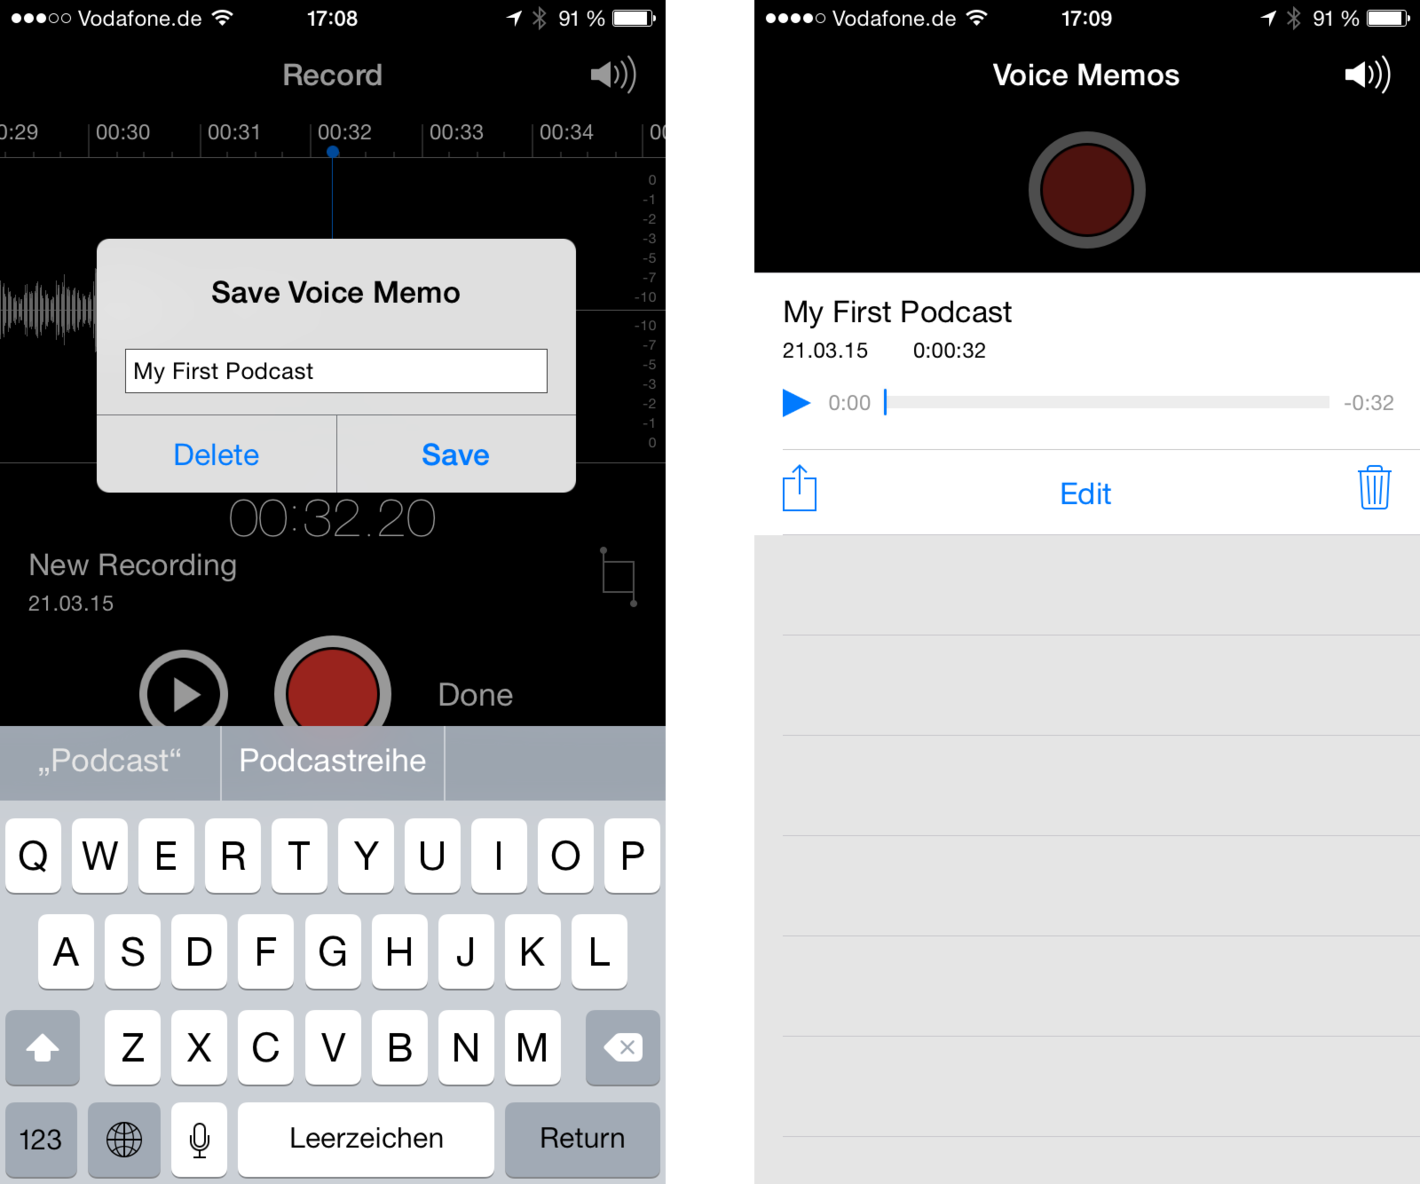 Vodafone.de 17:08 91 %
Record
0:29 00:30 00:31 00:32 00:33 00:34 00
0
-1
-2
-3
-5
-7
-10
-10
-7
-5
-3
-2
-1
0
Save Voice Memo
My First Podcast
Delete Save
00:32.20
New Recording
21.03.15
Done
„Podcast“ Podcastreihe
Q W E R T Y U I O P
A S D F G H J K L
Z X C V B N M
123 Leerzeichen Return
Vodafone.de 17:09 91 %
Voice Memos
My First Podcast
21.03.15 0:00:32
0:00 -0:32
Edit